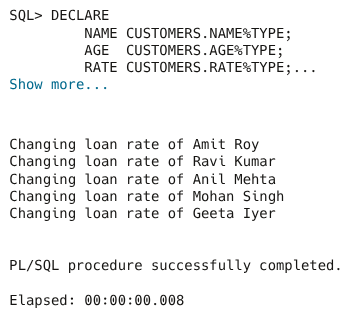 SQL> DECLARE
         NAME CUSTOMERS.NAME%TYPE;
         AGE  CUSTOMERS.AGE%TYPE;
         RATE CUSTOMERS.RATE%TYPE;...
Show more...
Changing loan rate of Amit Roy
Changing loan rate of Ravi Kumar
Changing loan rate of Anil Mehta
Changing loan rate of Mohan Singh
Changing loan rate of Geeta Iyer
PL/SQL procedure successfully completed.
Elapsed: 00:00:00.008